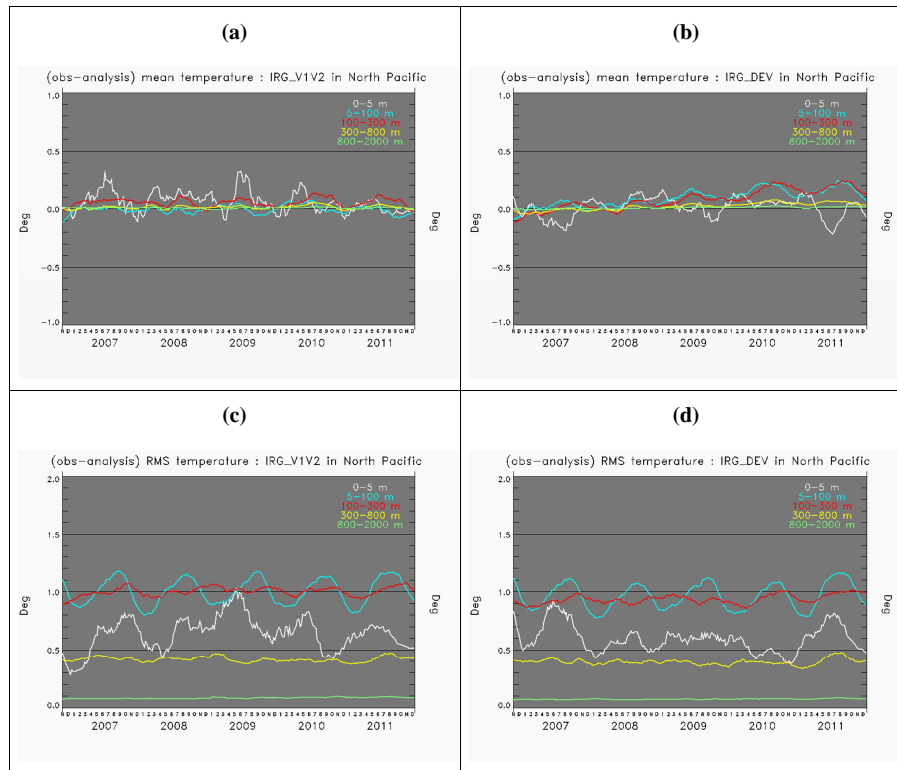 (a)
(obs-analysis) mean temperature : IRG_V1V2 in North Pacific
1.0
0-5 m
5-100 m
100-300 m
300-800 m
800-2000 m
0.5
0.0
-0.5
-1.0
Deg
Deg
2007 2008 2009 2010 2011
(b)
(obs-analysis) mean temperature : IRG_DEV in North Pacific
1.0
0-5 m
5-100 m
100-300 m
300-800 m
800-2000 m
0.5
0.0
-0.5
-1.0
Deg
2007 2008 2009 2010 2011
(c)
(obs-analysis) RMS temperature : IRG_V1V2 in North Pacific
2.0
0-5 m
5-100 m
100-300 m
300-800 m
800-2000 m
1.5
1.0
0.5
0.0
Deg
Deg
2007 2008 2009 2010 2011
(d)
(obs-analysis) RMS temperature : IRG_DEV in North Pacific
2.0
0-5 m
5-100 m
100-300 m
300-800 m
800-2000 m
1.5
1.0
0.5
0.0
2007 2008 2009 2010 2011